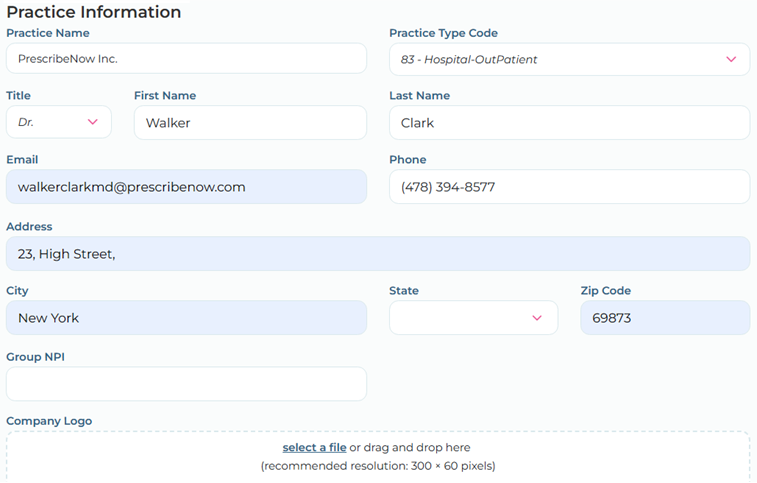 Practice Information
Practice Name
Practice Type Code
PrescribeNow Inc.
83 - Hospital-OutPatient
Title
First Name
Last Name
Dr.
Walker
Clark
Email
Phone
walkerclarkmd@prescribenow.com
(478) 394-8577
Address
23, High Street,
City
State
Zip Code
New York
69873
Group NPI
Company Logo
select a file or drag and drop here
(recommended resolution: 300 × 60 pixels)